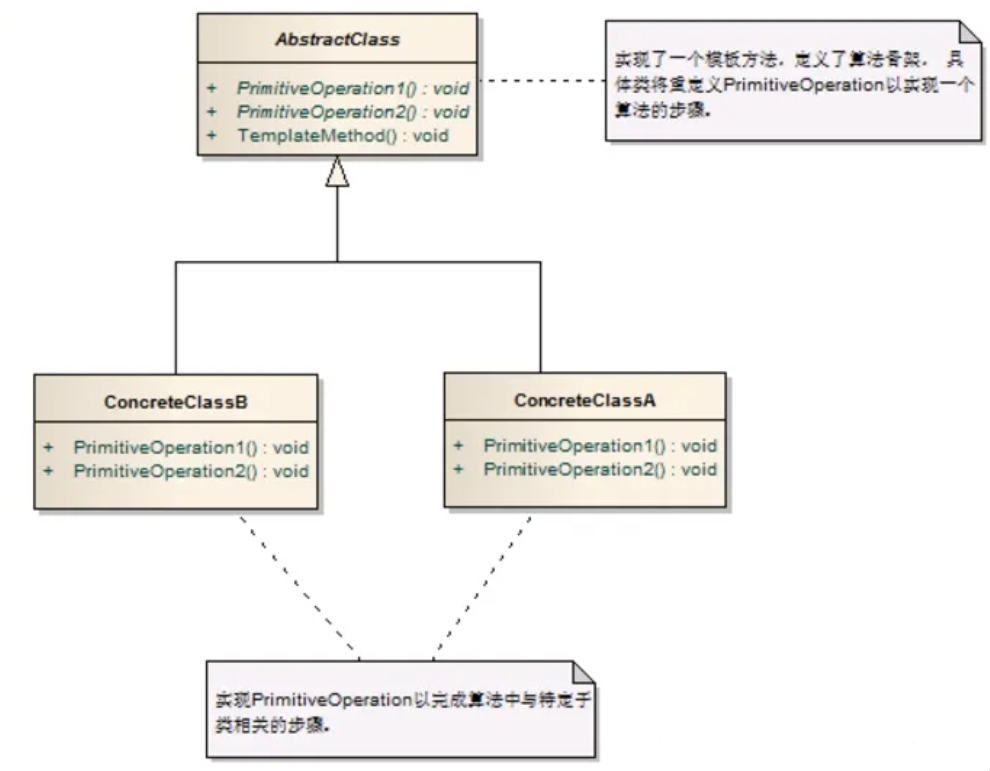 AbstractClass
+ PrimitiveOperation1() : void
+ PrimitiveOperation2() : void
+ TemplateMethod() : void
实现了一个模板方法，定义了算法骨架。 具
体类将重定义PrimitiveOperation以实现一个
算法的步骤。
ConcreteClassB
+ PrimitiveOperation1() : void
+ PrimitiveOperation2() : void
ConcreteClassA
+ PrimitiveOperation1() : void
+ PrimitiveOperation2() : void
实现PrimitiveOperation以完成算法中与特定子
类相关的步骤。